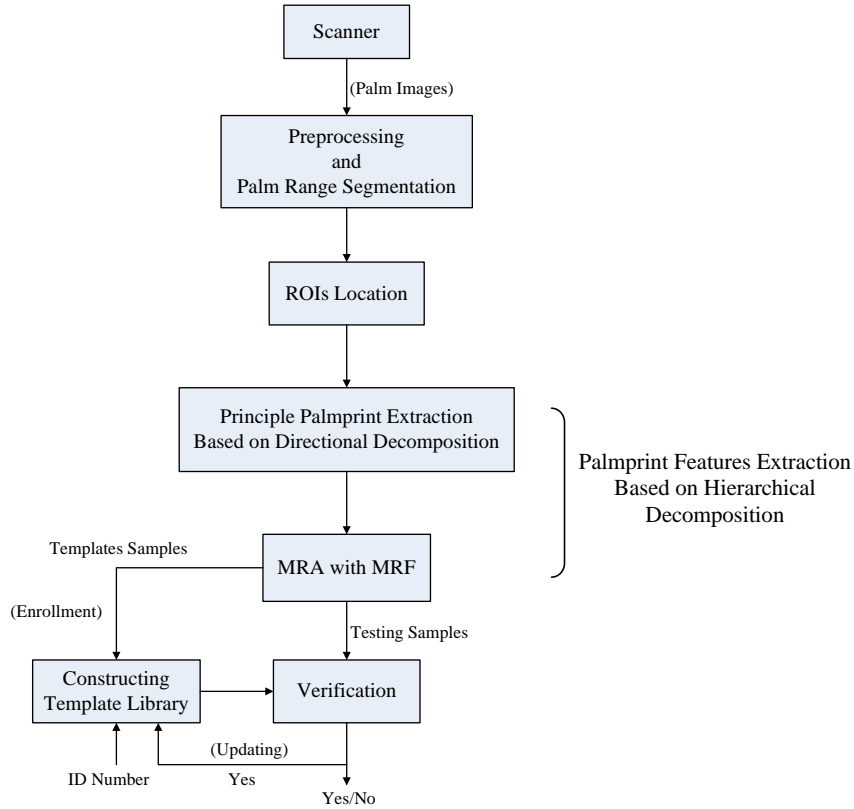 Scanner
(Palm Images)
Preprocessing
and
Palm Range Segmentation
ROIs Location
Principle Palmprint Extraction
Based on Directional Decomposition
Palmprint Features Extraction
Based on Hierarchical
Decomposition
Templates Samples
MRA with MRF
(Enrollment)
Testing Samples
Constructing
Template Library
Verification
(Updating)
ID Number
Yes
Yes/No